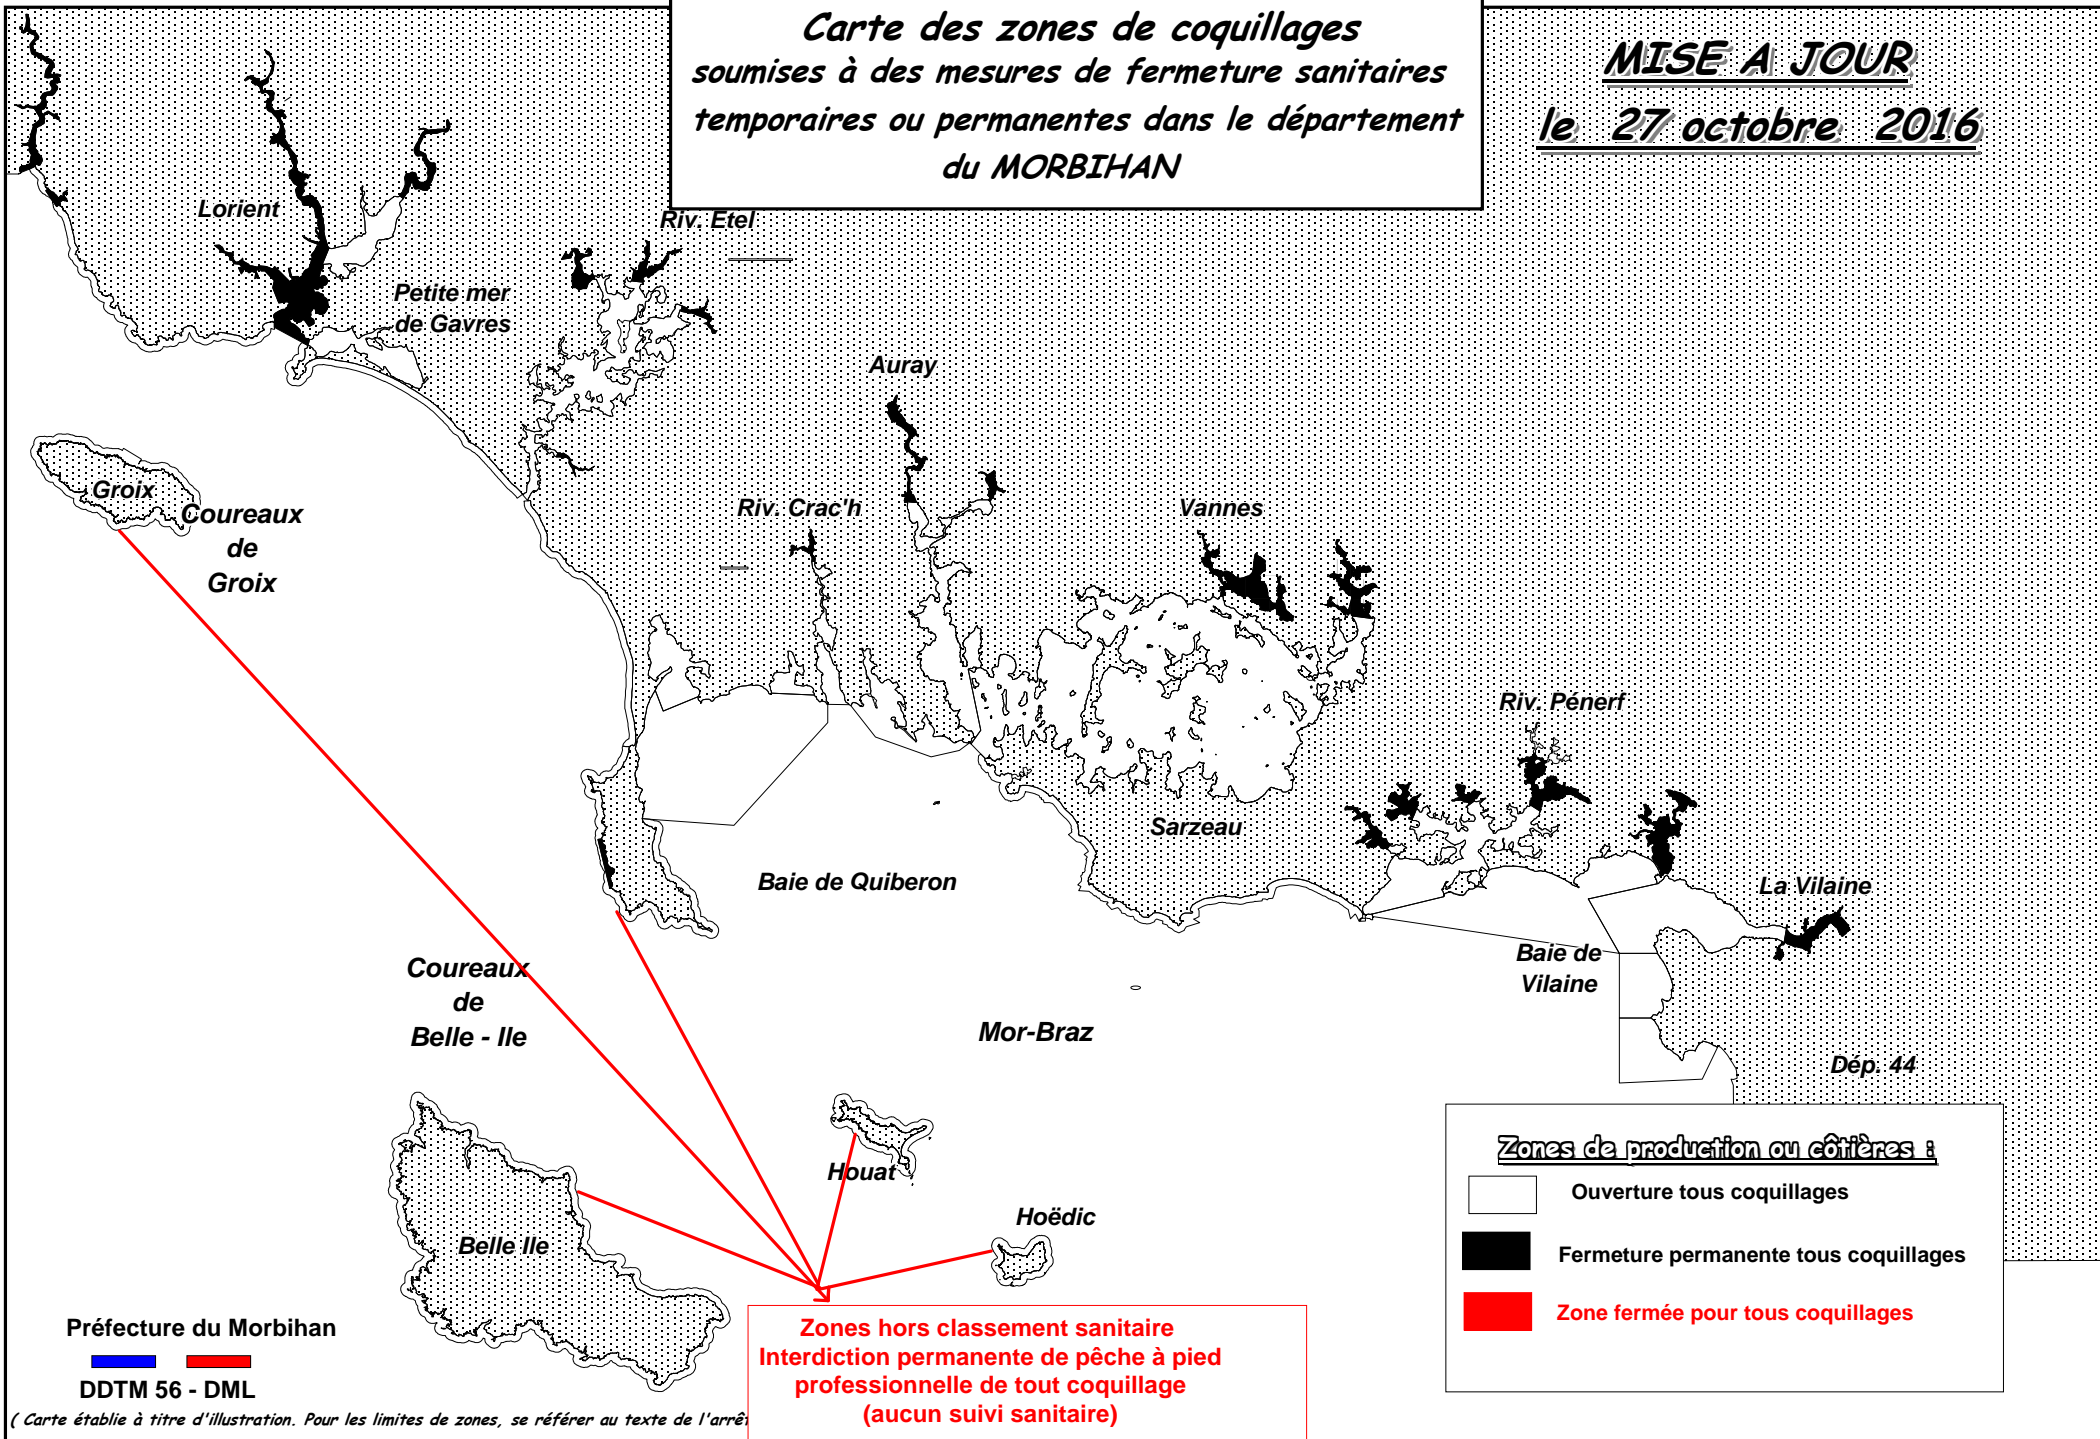 Carte des zones de coquillages
soumises à des mesures de fermeture sanitaires
temporaires ou permanentes dans le département
du MORBIHAN
MISE A JOUR
le 27 octobre 2016
Lorient
Riv. Etel
Petite mer
de Gavres
Auray
Groix
Coureaux
de
Groix
Riv. Crac'h
Vannes
Riv. Pénerf
Sarzeau
Baie de Quiberon
La Vilaine
Baie de
Vilaine
Coureaux
de
Belle - Ile
Mor-Braz
Dép. 44
Houat
Hoëdic
Belle Ile
Zones de production ou côtières :
Ouverture tous coquillages
Fermeture permanente tous coquillages
Zone fermée pour tous coquillages
Préfecture du Morbihan
DDTM 56 - DML
Zones hors classement sanitaire
Interdiction permanente de pêche à pied
professionnelle de tout coquillage
(aucun suivi sanitaire)
( Carte établie à titre d'illustration. Pour les limites de zones, se référer au texte de l'arrêt